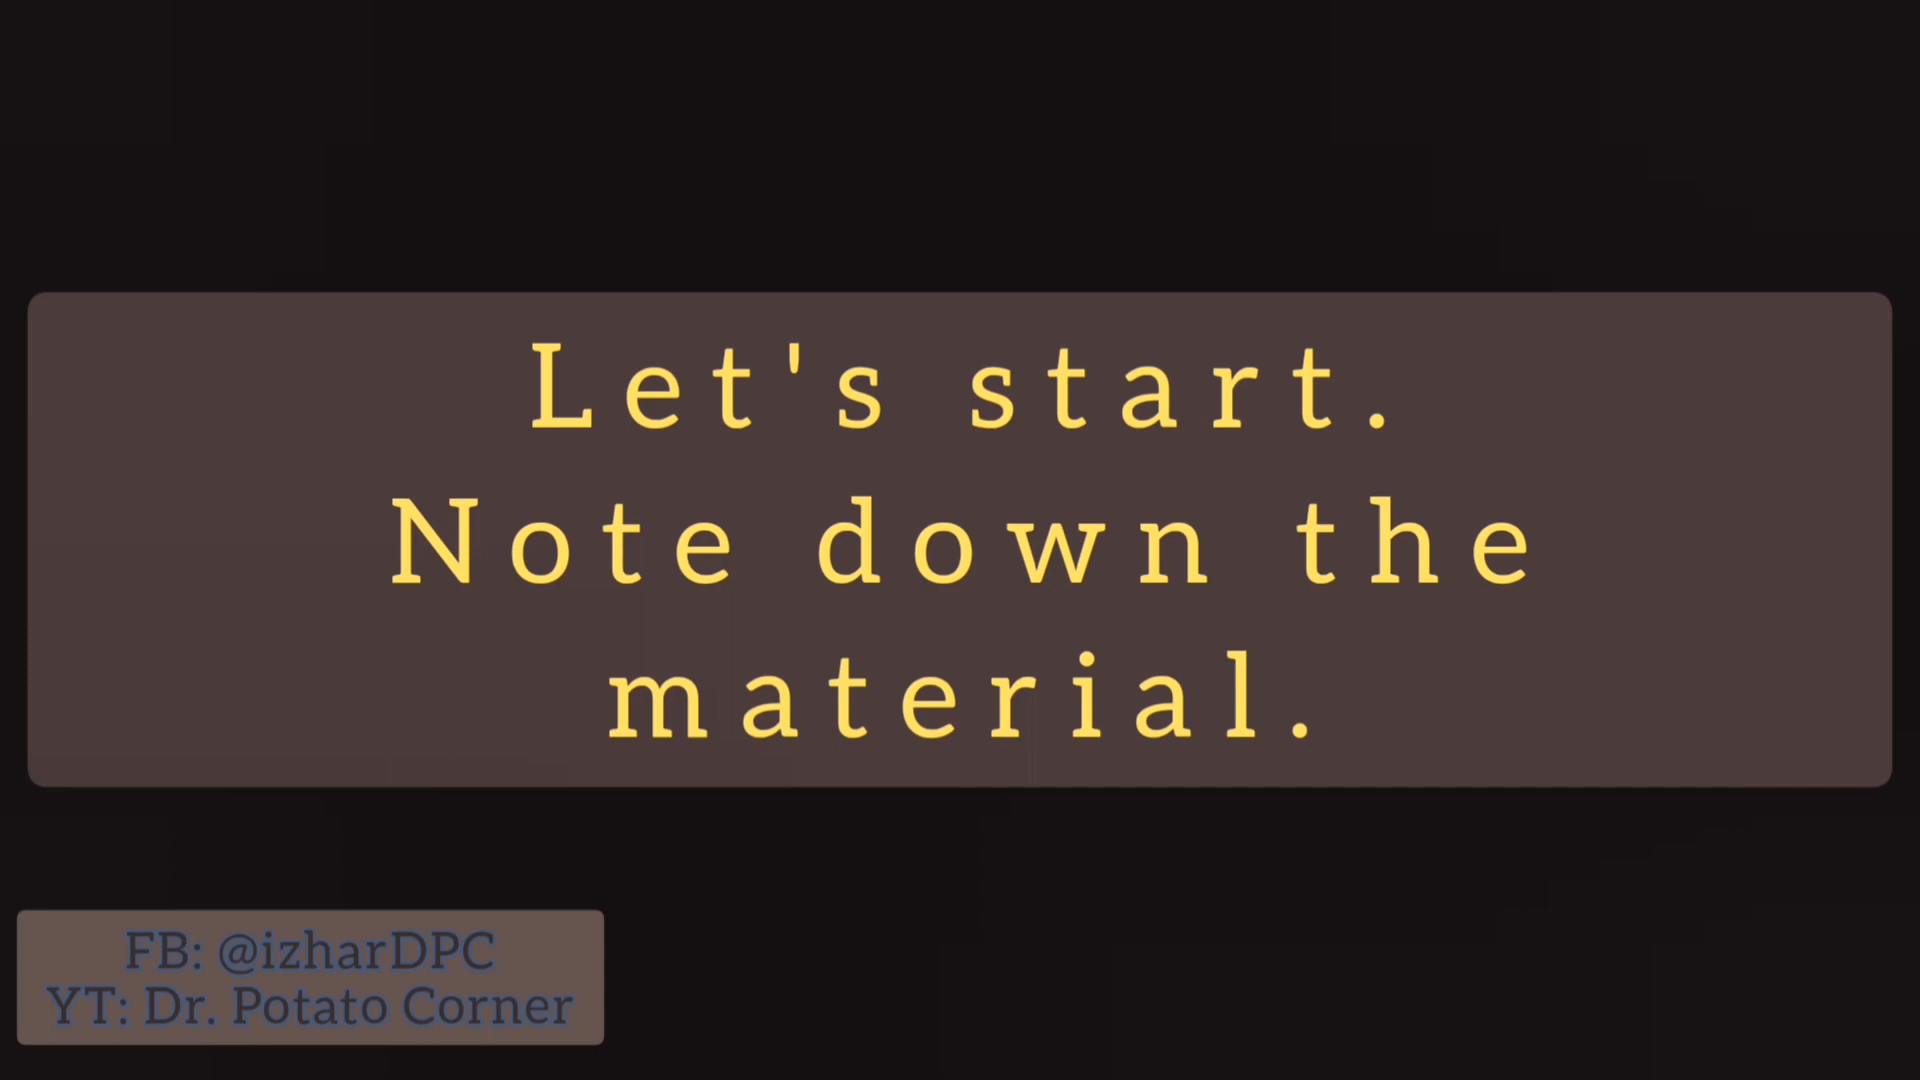 Let's start.
Note down the
material.
FB: @izharDPC
YT: Dr. Potato Corner